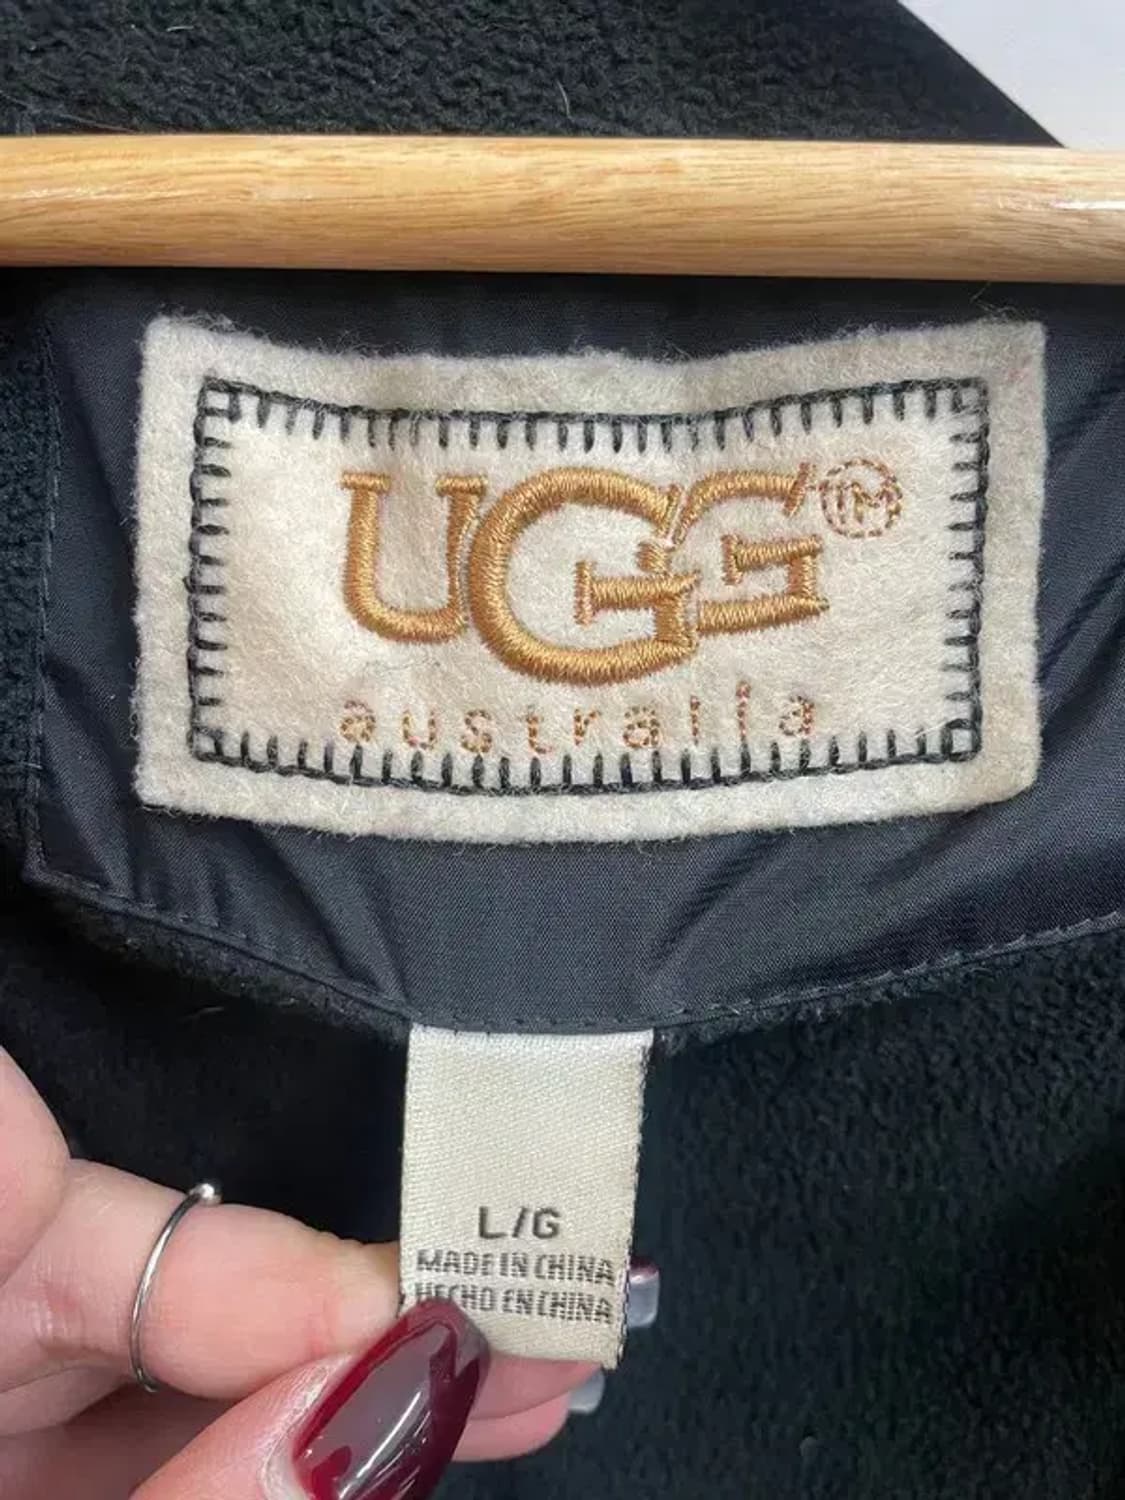 UGG TM
australia
L/G
MADE IN CHINA
HECHO EN CHINA